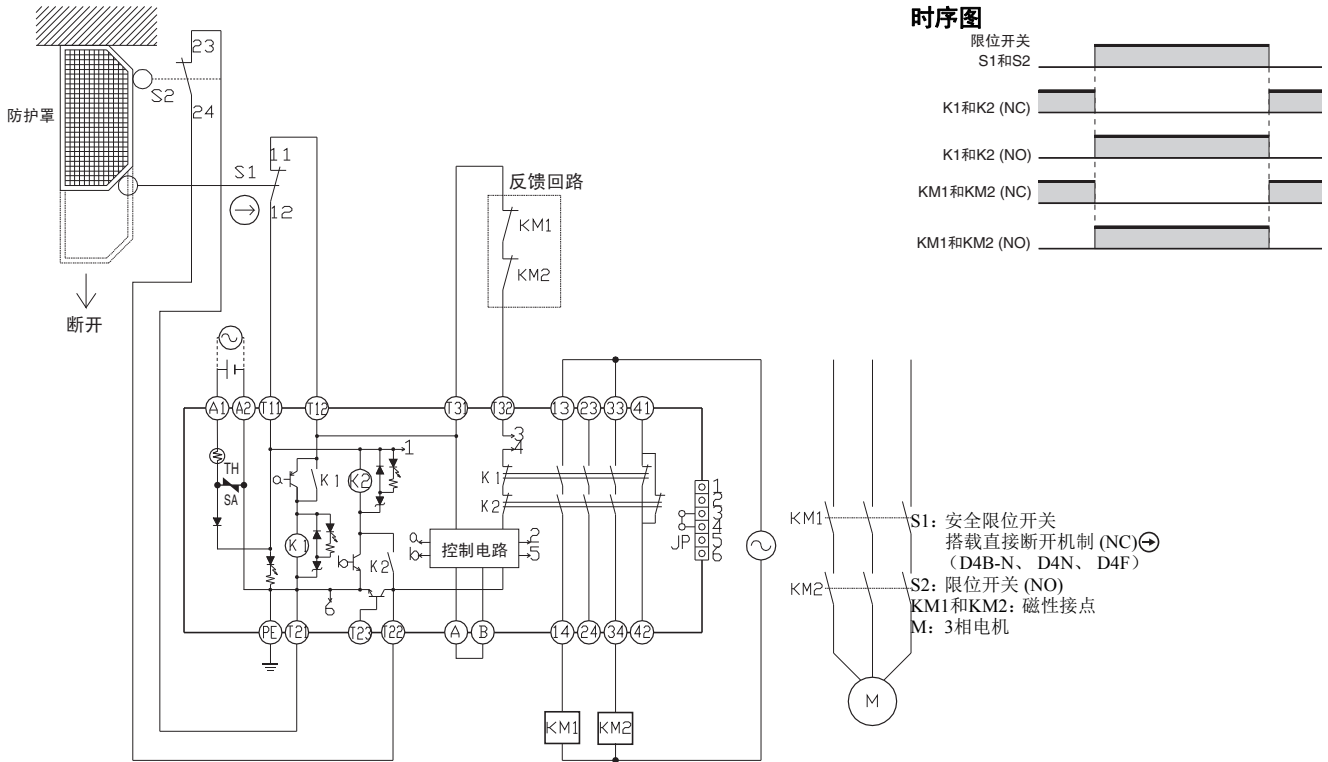 时序图
限位开关
S1和S2
K1和K2 (NC)
K1和K2 (NO)
KM1和KM2 (NC)
KM1和KM2 (NO)
防护罩
断开
S2
23
24
S1
11
12
反馈回路
KM1
KM2
A1
A2
T11
T12
T31
T32
13
23
33
41
TH
SA
a
K1
K2
1
K1
b
K2
6
3
4
K1
K2
a
b
控制电路
2
5
JP
1
2
3
4
5
6
PE
T21
T23
T22
A
B
14
24
34
42
KM1
KM2
KM1
KM2
M
S1: 安全限位开关
搭载直接断开机制 (NC)
（D4B-N、 D4N、 D4F）
S2: 限位开关 (NO)
KM1和KM2: 磁性接点
M: 3相电机